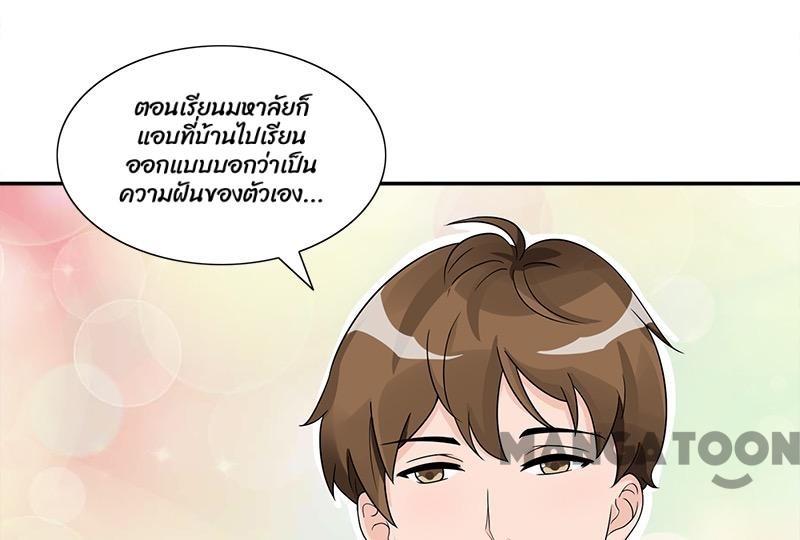 ตอนเรียนมหาลัยก็
แอบที่บ้านไปเรียน
ออกแบบบอกว่าเป็น
ความฝันของตัวเอง...
MANGATOON